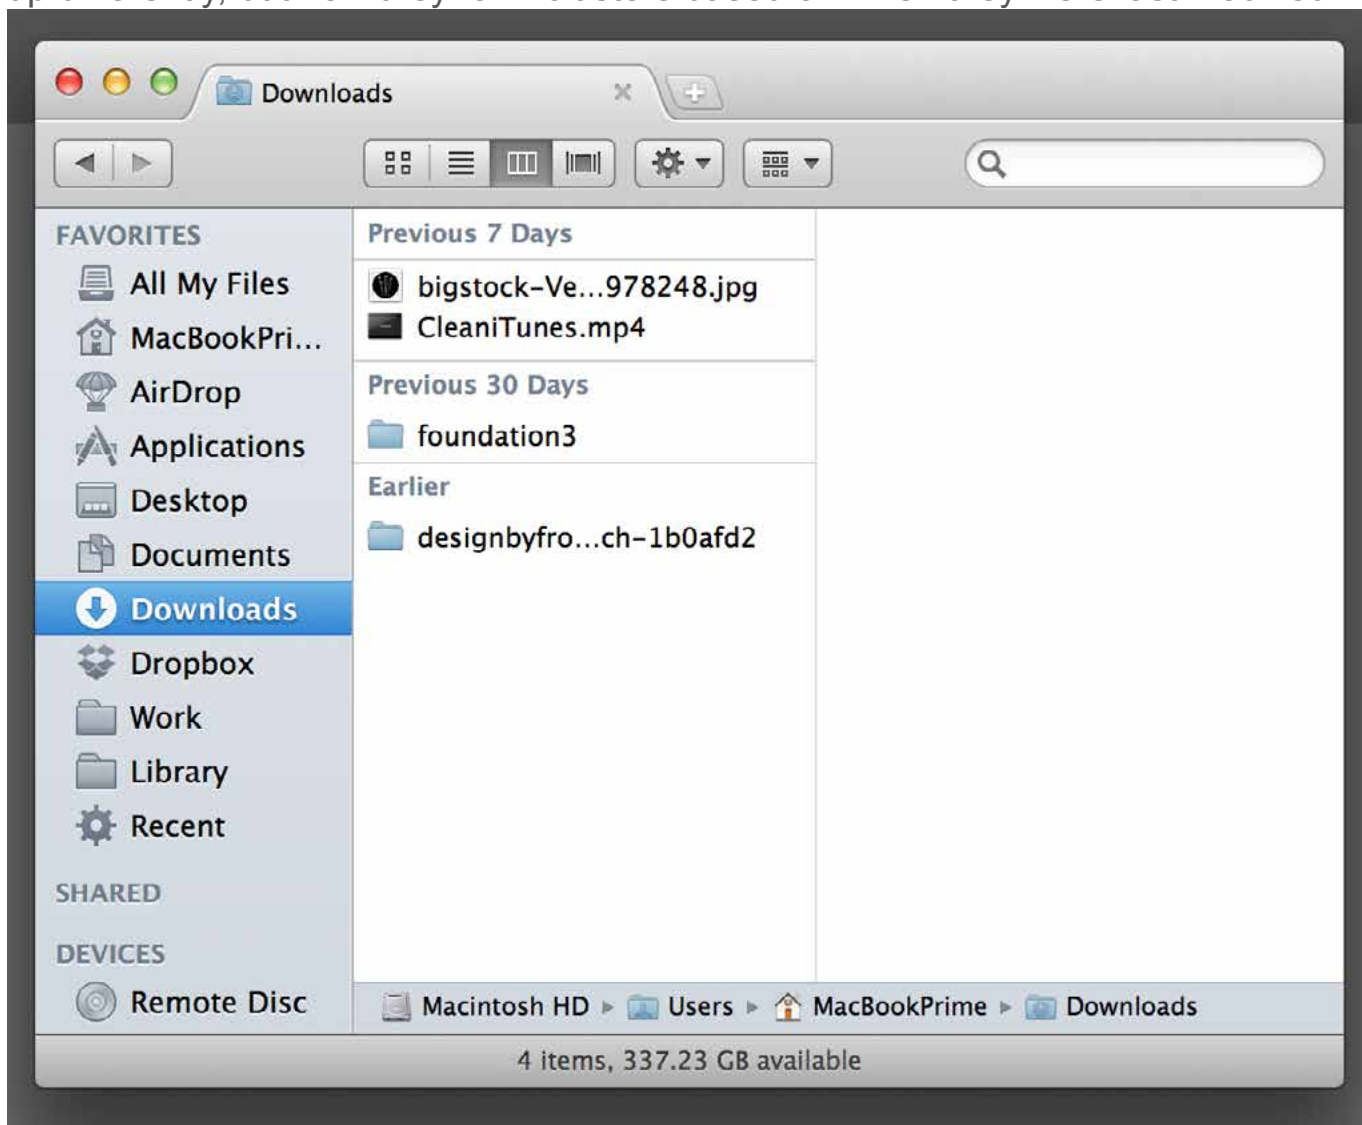 Downloads
FAVORITES
All My Files
MacBookPri...
AirDrop
Applications
Desktop
Documents
Downloads
Dropbox
Work
Library
Recent
SHARED
DEVICES
Remote Disc
Previous 7 Days
bigstock-Ve...978248.jpg
CleaniTunes.mp4
Previous 30 Days
foundation3
Earlier
designbyfro...ch-1b0afd2
Macintosh HD ▸ Users ▸ MacBookPrime ▸ Downloads
4 items, 337.23 GB available